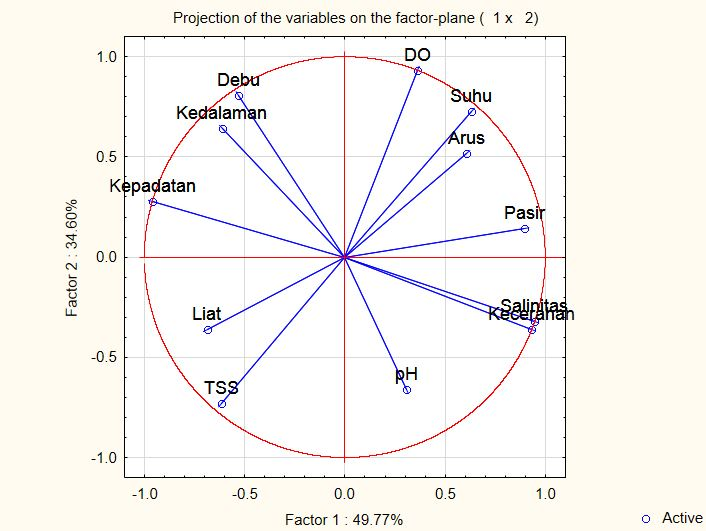 Projection of the variables on the factor-plane ( 1 x 2)
1.0
DO
Debu
Suhu
Kedalaman
Arus
0.5
Kepadatan
Pasir
Factor 2 : 34.60%
0.0
Salinitas
Kecerahan
Liat
-0.5
pH
TSS
-1.0
-1.0 -0.5 0.0 0.5 1.0
Factor 1 : 49.77%
Active